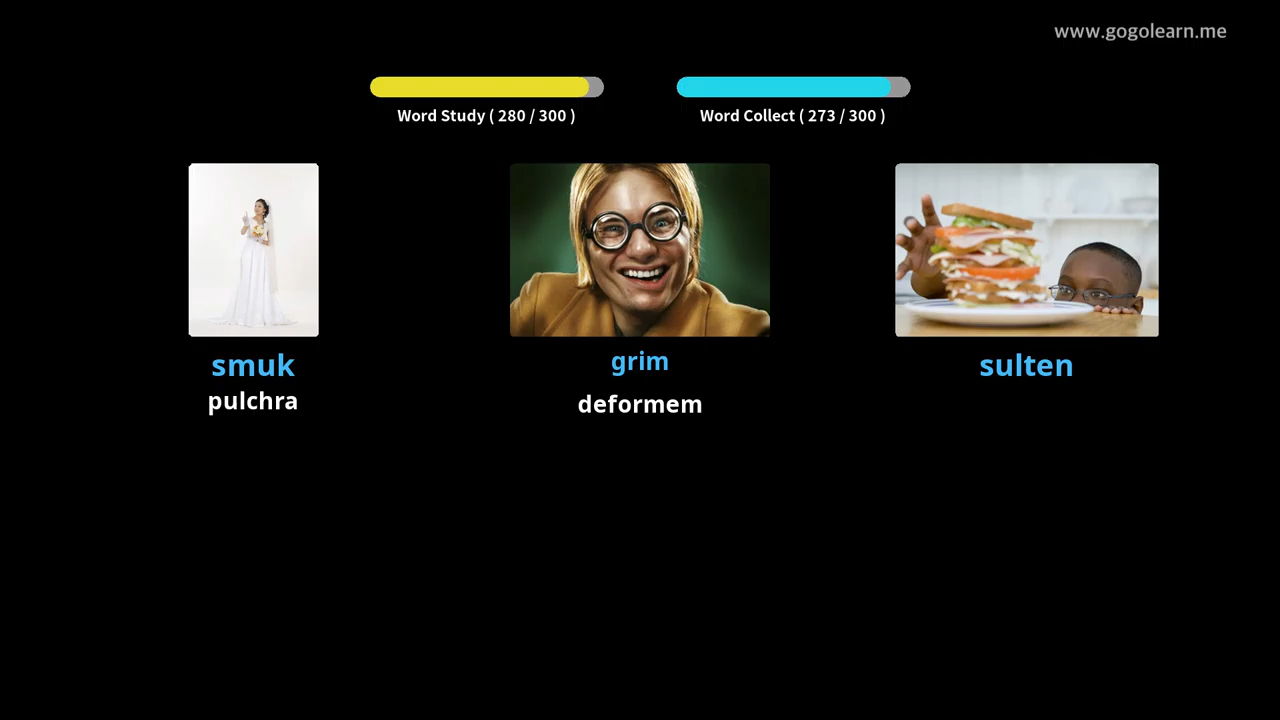 www.gogolearn.me
Word Study ( 280 / 300 )
Word Collect ( 273 / 300 )
smuk
pulchra
grim
deformem
sulten